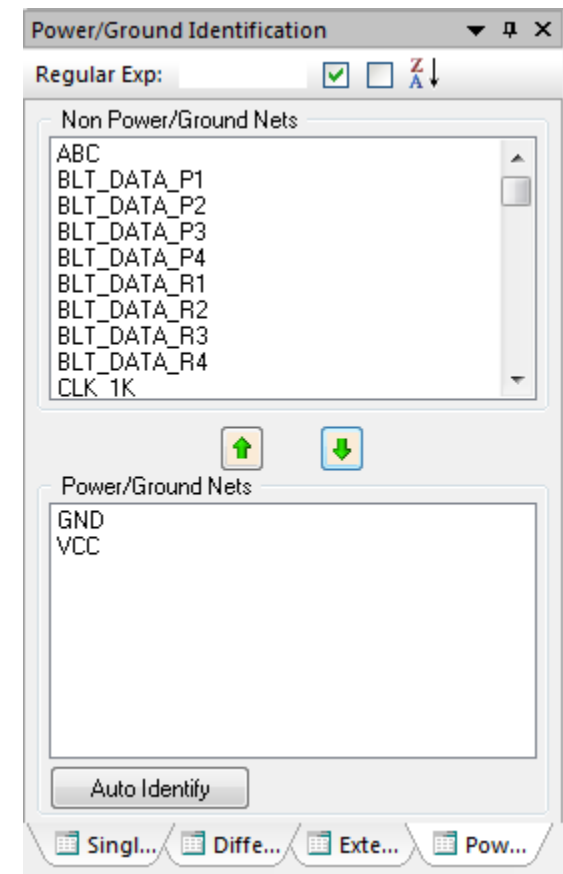 Power/Ground Identification
Regular Exp:
Z
A
Non Power/Ground Nets
ABC
BLT_DATA_P1
BLT_DATA_P2
BLT_DATA_P3
BLT_DATA_P4
BLT_DATA_R1
BLT_DATA_R2
BLT_DATA_R3
BLT_DATA_R4
CLK_1K
Power/Ground Nets
GND
VCC
Auto Identify
Singl... Diffe... Exte... Pow...